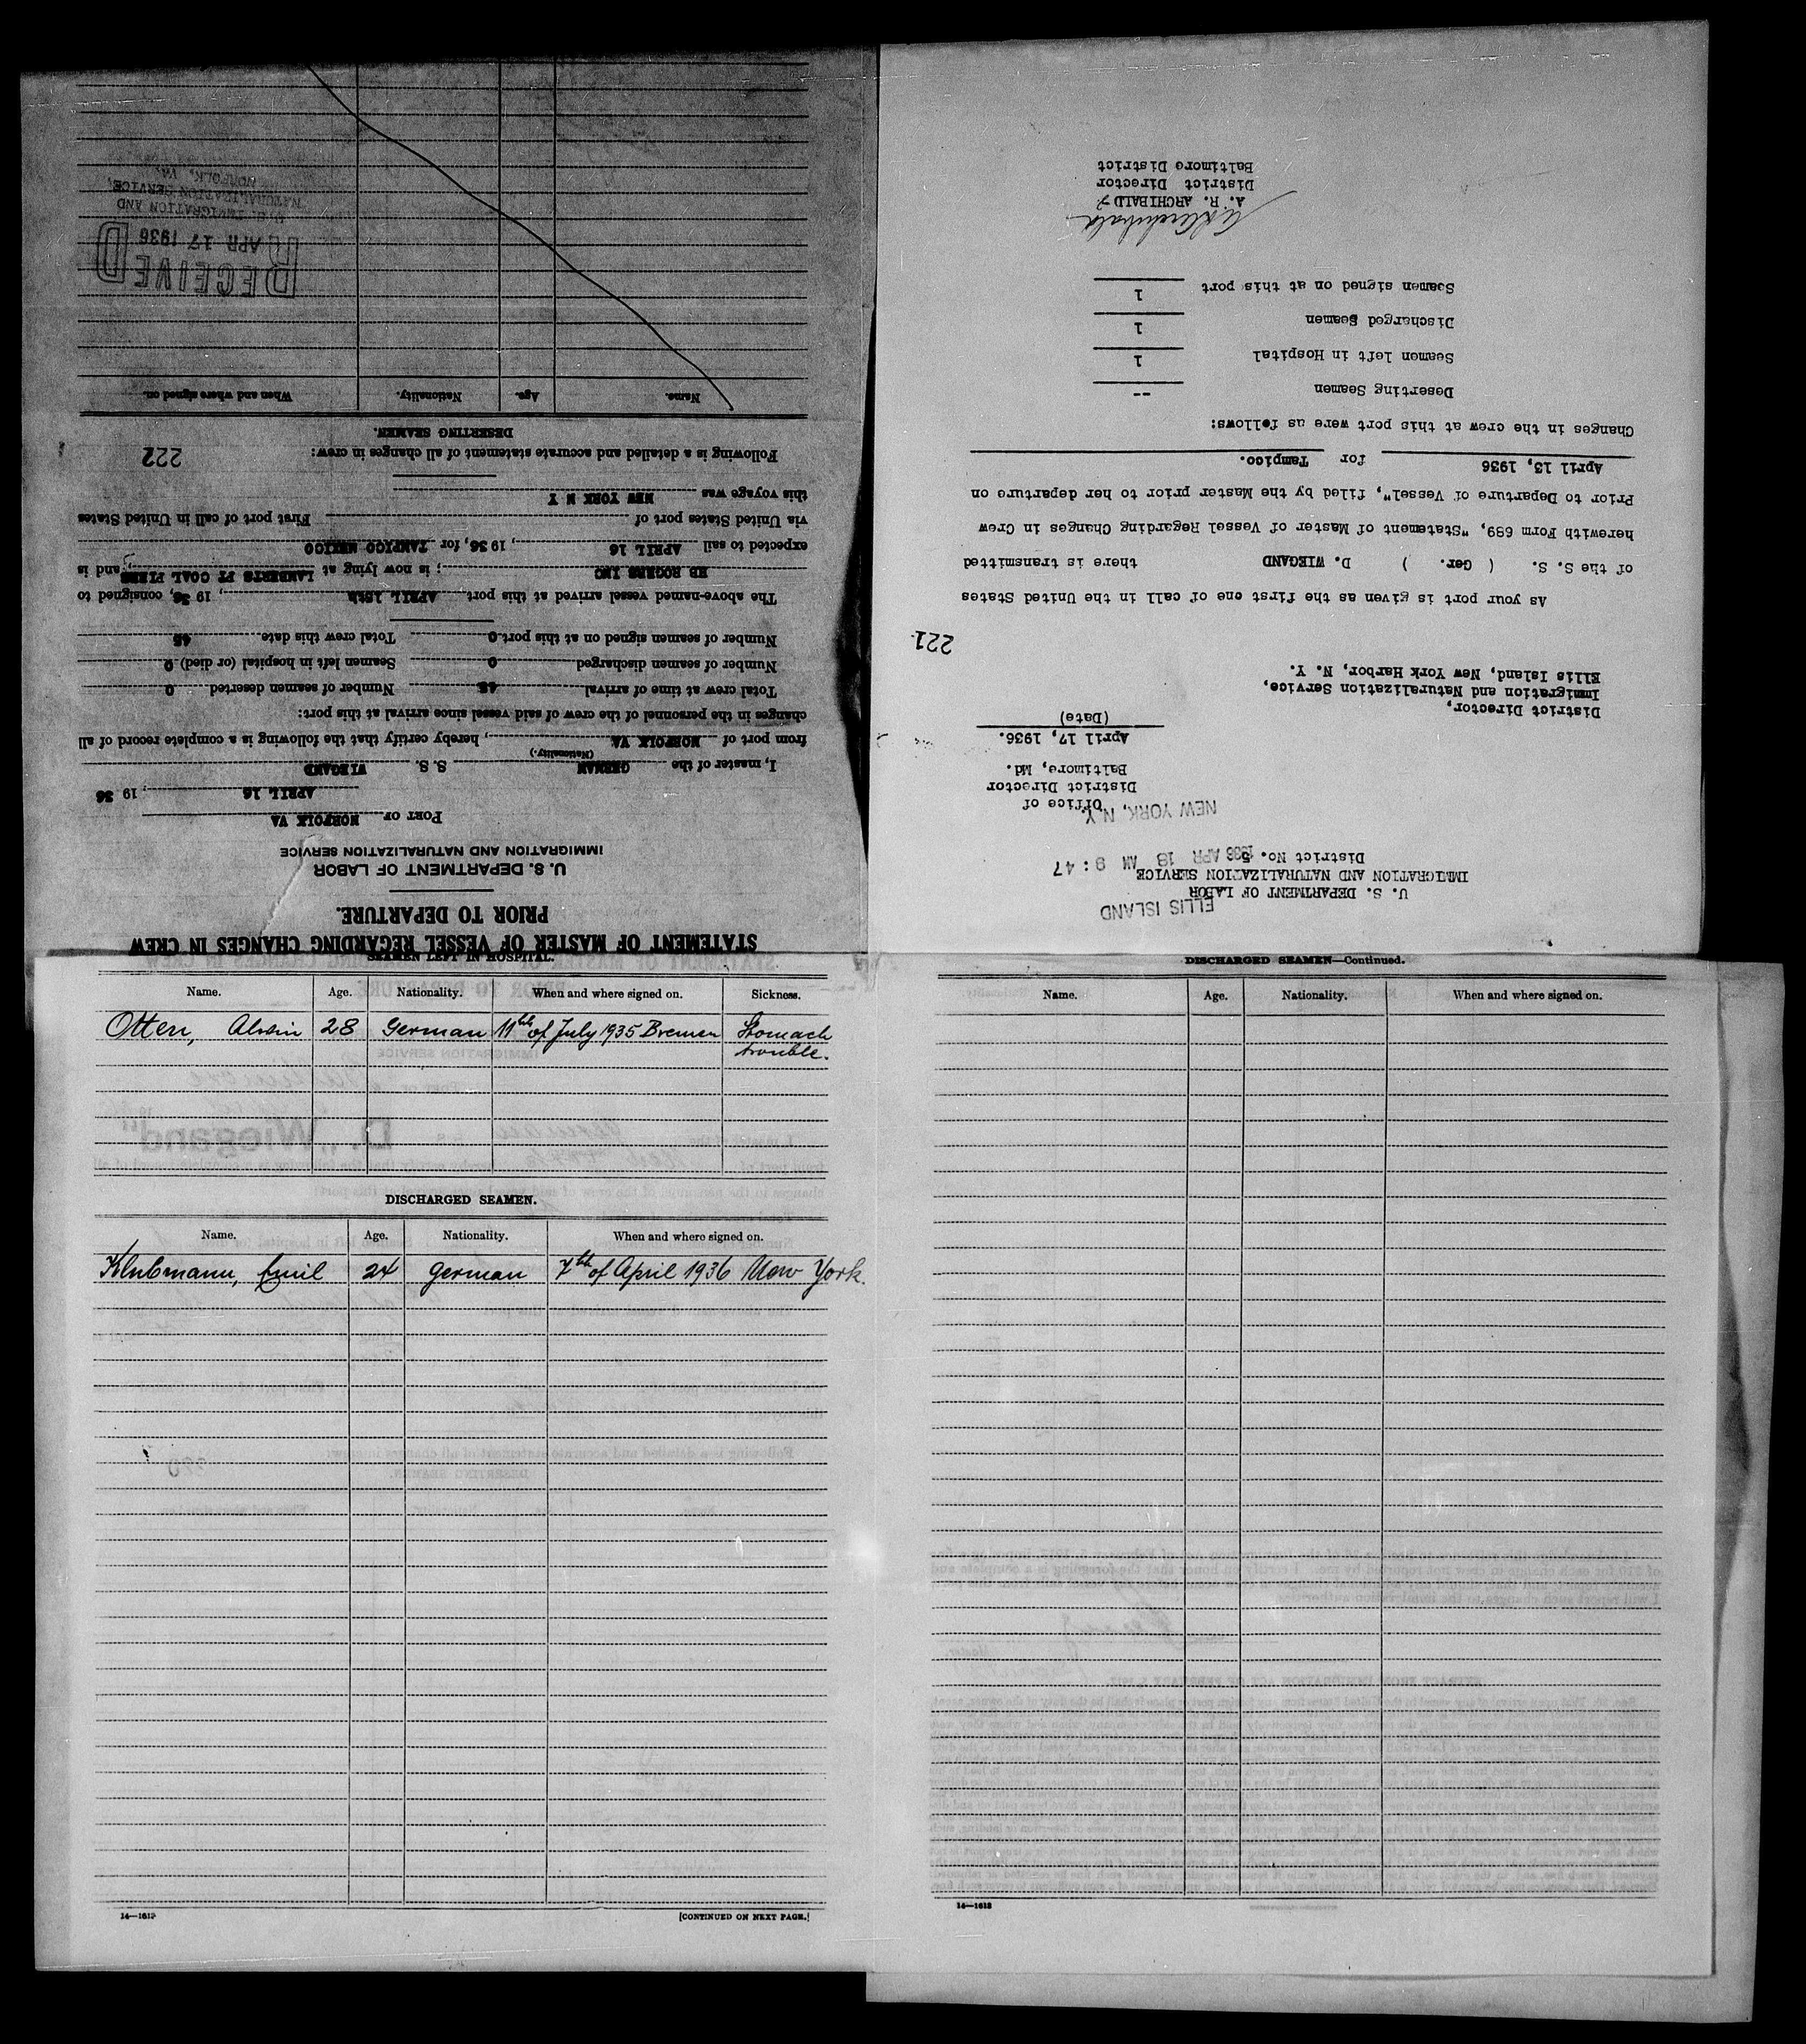 STATEMENT OF MASTER OF VESSEL REGARDING CHANGES IN CREW
PRIOR TO DEPARTURE.
U. S. DEPARTMENT OF LABOR
IMMIGRATION AND NATURALIZATION SERVICE
PORT OF NORFOLK VA
APRIL 16, 19 36
I, master of the GERMAN S. S. WIEGAND
(Nationality.)
from port of NORFOLK VA, hereby certify that the following is a complete record of all
changes in the personnel of the crew of said vessel since arrival at this port:
Total crew at time of arrival 45 Number of seamen deserted 0
Number of seamen discharged 0 Seamen left in hospital (or died) 0
Number of seamen signed on at this port 0 Total crew this date 45
The above-named vessel arrived at this port APRIL 15th, 19 36, consigned to
HB ROGERS INC; is now lying at LAMBERTS PT COAL PIERS, and is
expected to sail APRIL 16, 19 36, for TAMPICO MEXICO
via United States port of First port of call in United States
this voyage was NEW YORK N Y
Following is a detailed and accurate statement of all changes in crew: 222
DESERTING SEAMEN.
Name. Age. Nationality. When and where signed on.
RECEIVED
APR 17 1936
U.S. IMMIGRATION AND
NATURALIZATION SERVICE,
NORFOLK, VA.
ELLIS ISLAND
U. S. DEPARTMENT OF LABOR
IMMIGRATION AND NATURALIZATION SERVICE
District No. 5
1936 APR 18 AM 9:47
NEW YORK, N.Y.
Office of
District Director
Baltimore, Md.
April 17, 1936.
(Date)
District Director,
Immigration and Naturalization Service,
Ellis Island, New York Harbor, N. Y.
221
As your port is given as the first one of call in the United States
of the S. S. ( Ger. ) D. WIEGAND there is transmitted
herewith Form 689, "Statement of Master of Vessel Regarding Changes in Crew
Prior to Departure of Vessel", filed by the Master prior to her departure on
April 13, 1936 for Tampico.
Changes in the crew at this port were as follows:
Deserting Seamen --
Seamen left in Hospital 1
Discharged Seamen 1
Seamen signed on at this port 1
A. R. ARCHIBALD
District Director
Baltimore District
SEAMEN LEFT IN HOSPITAL.
Name. Age. Nationality. When and where signed on. Sickness.
Otten, Alwin 28 German 11th of July 1935 Bremen Stomach
trouble.
D. „Wiegand"
DISCHARGED SEAMEN.
Name. Age. Nationality. When and where signed on.
Klubmann, Emil 24 german 7th of April 1936 New York.
14—1613
[CONTINUED ON NEXT PAGE.]
DISCHARGED SEAMEN—Continued.
Name. Age. Nationality. When and where signed on.
14—1613